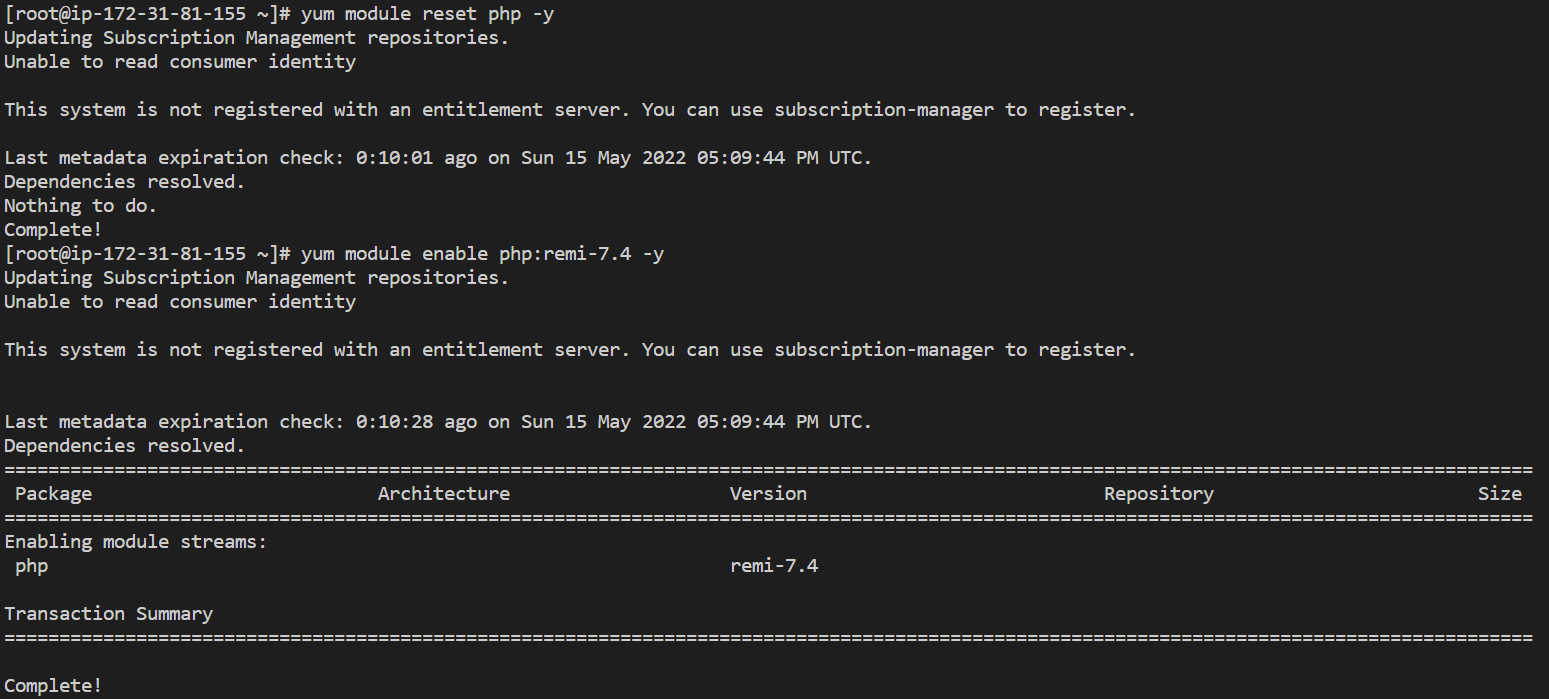 [root@ip-172-31-81-155 ~]# yum module reset php -y
Updating Subscription Management repositories.
Unable to read consumer identity
This system is not registered with an entitlement server. You can use subscription-manager to register.
Last metadata expiration check: 0:10:01 ago on Sun 15 May 2022 05:09:44 PM UTC.
Dependencies resolved.
Nothing to do.
Complete!
[root@ip-172-31-81-155 ~]# yum module enable php:remi-7.4 -y
Updating Subscription Management repositories.
Unable to read consumer identity
This system is not registered with an entitlement server. You can use subscription-manager to register.
Last metadata expiration check: 0:10:28 ago on Sun 15 May 2022 05:09:44 PM UTC.
Dependencies resolved.
===========================================================================================================================================
Package Architecture Version Repository Size
===========================================================================================================================================
Enabling module streams:
php remi-7.4
Transaction Summary
===========================================================================================================================================
Complete!